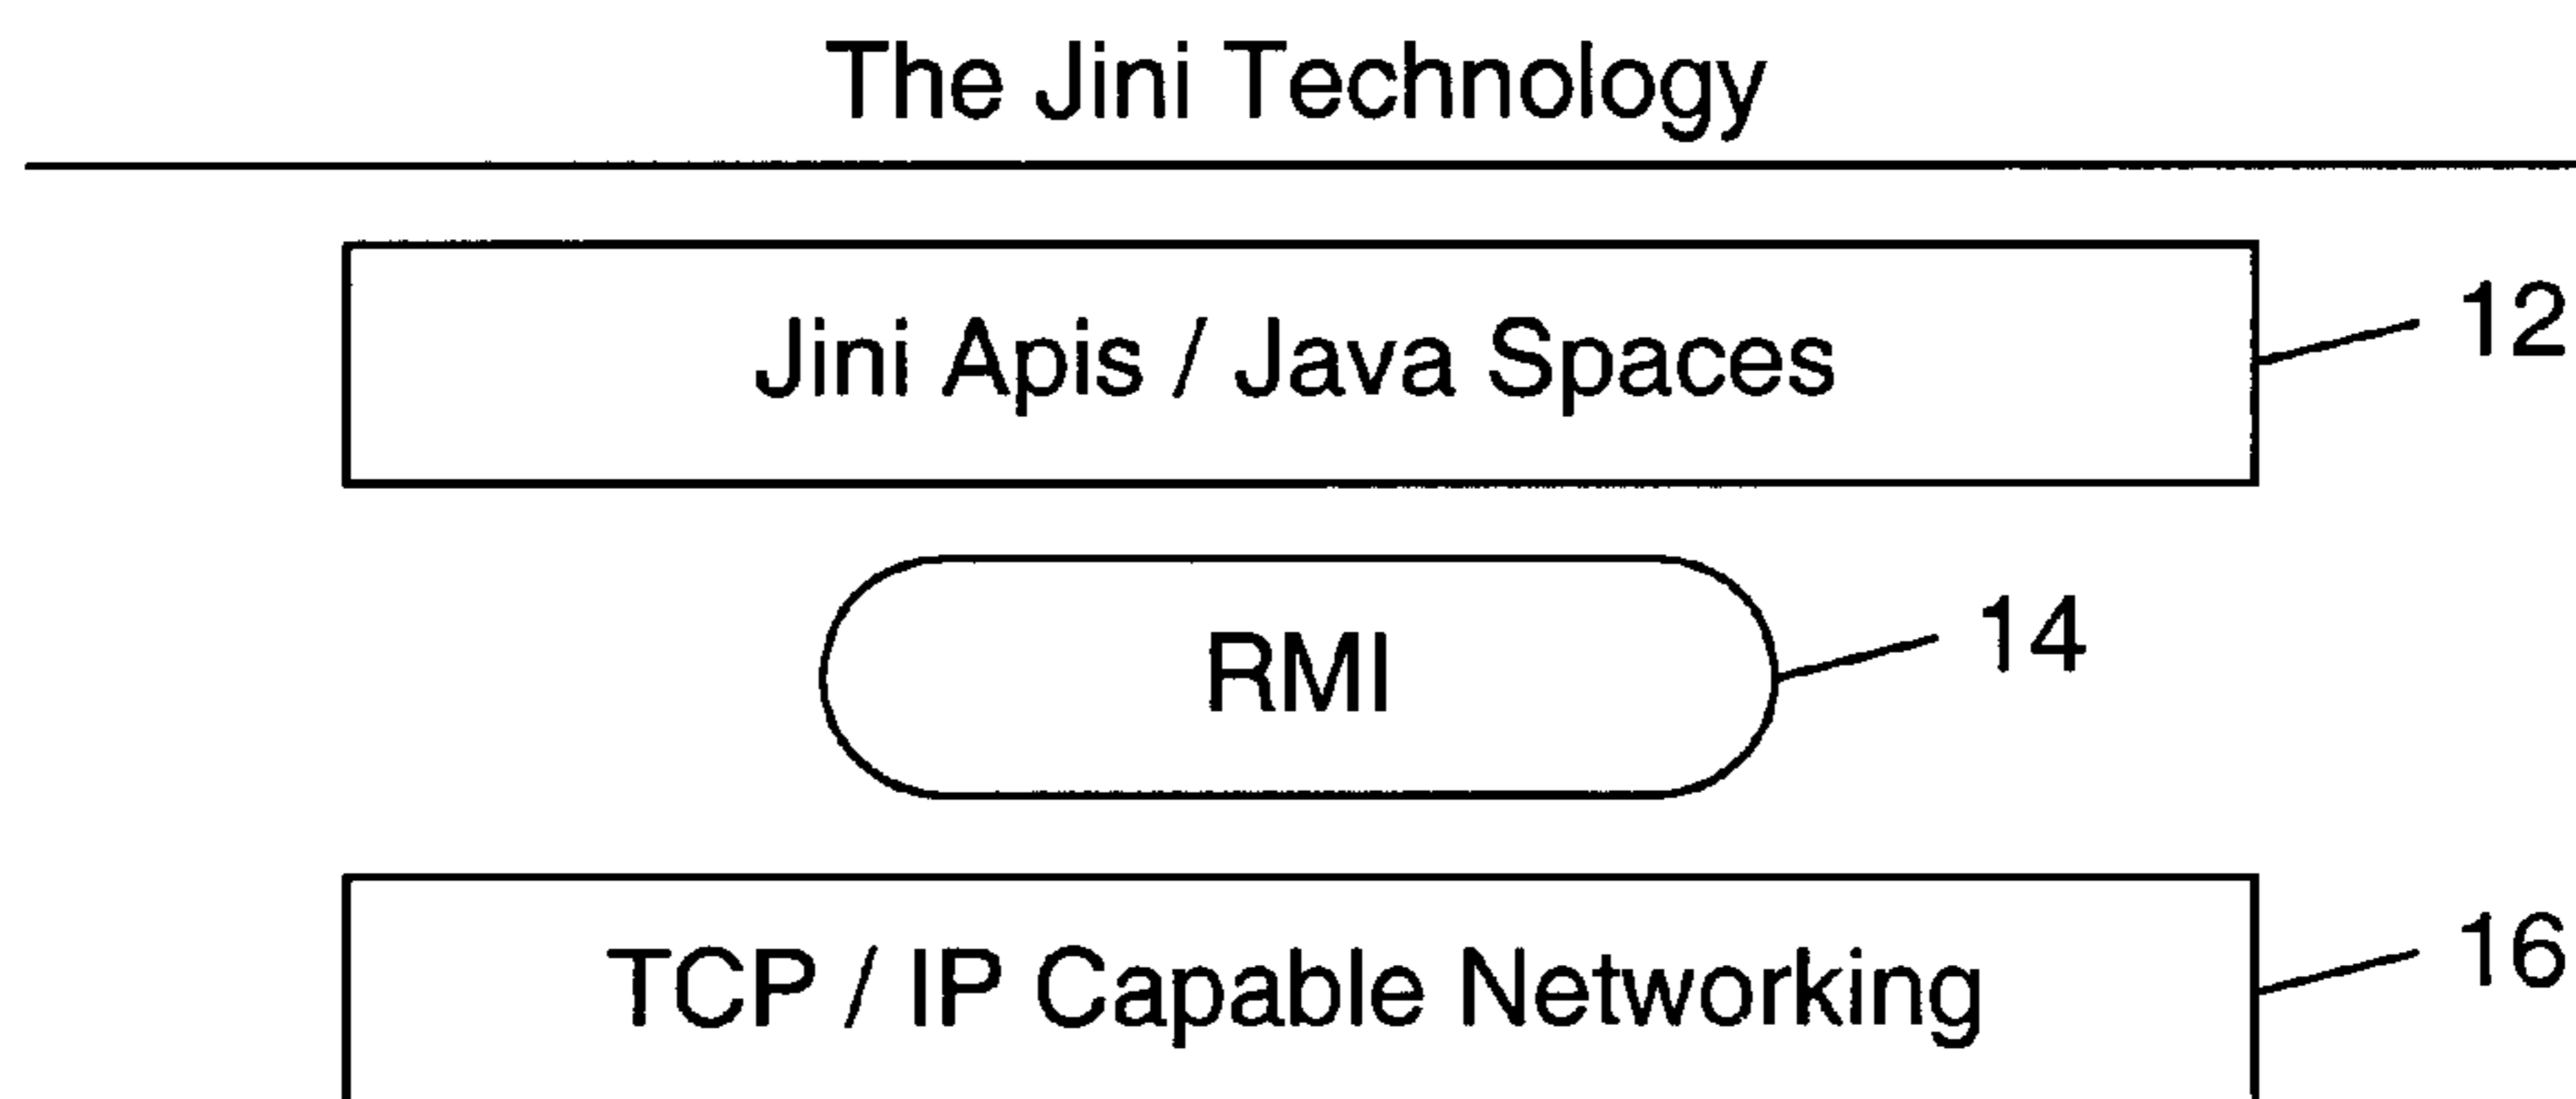 The Jini Technology
Jini Apis / Java Spaces
12
RMI
14
TCP / IP Capable Networking
16